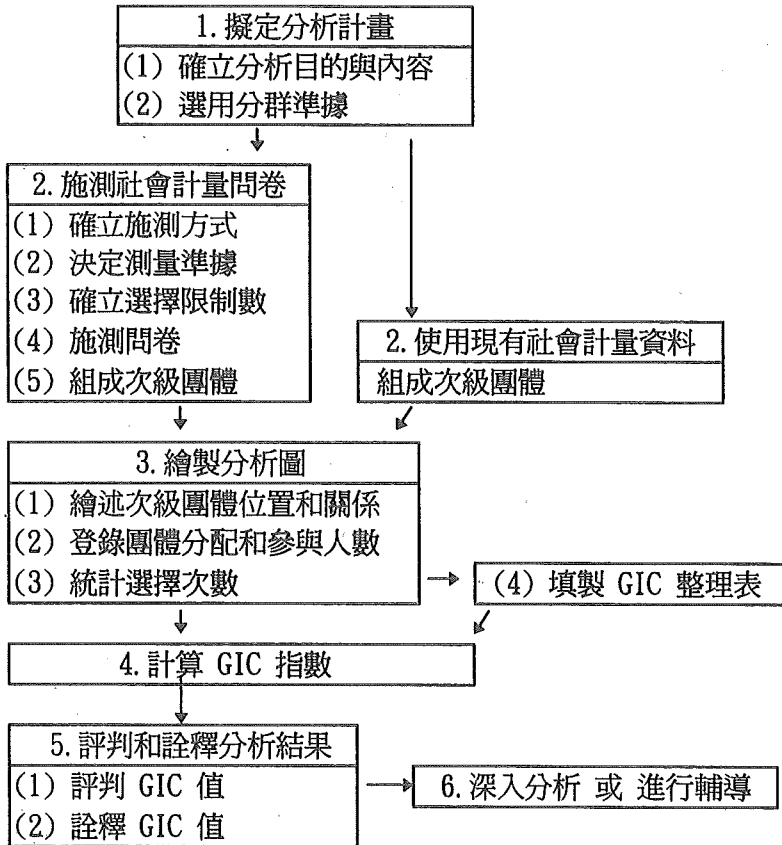 1.擬定分析計畫
(1) 確立分析目的與內容
(2) 選用分群準據
2.施測社會計量問卷
(1) 確立施測方式
(2) 決定測量準據
(3) 確立選擇限制數
(4) 施測問卷
(5) 組成次級團體
2.使用現有社會計量資料
組成次級團體
3.繪製分析圖
(1) 繪述次級團體位置和關係
(2) 登錄團體分配和參與人數
(3) 統計選擇次數
(4) 填製 GIC 整理表
4.計算 GIC 指數
5.評判和詮釋分析結果
(1) 評判 GIC 值
(2) 詮釋 GIC 值
6.深入分析 或 進行輔導